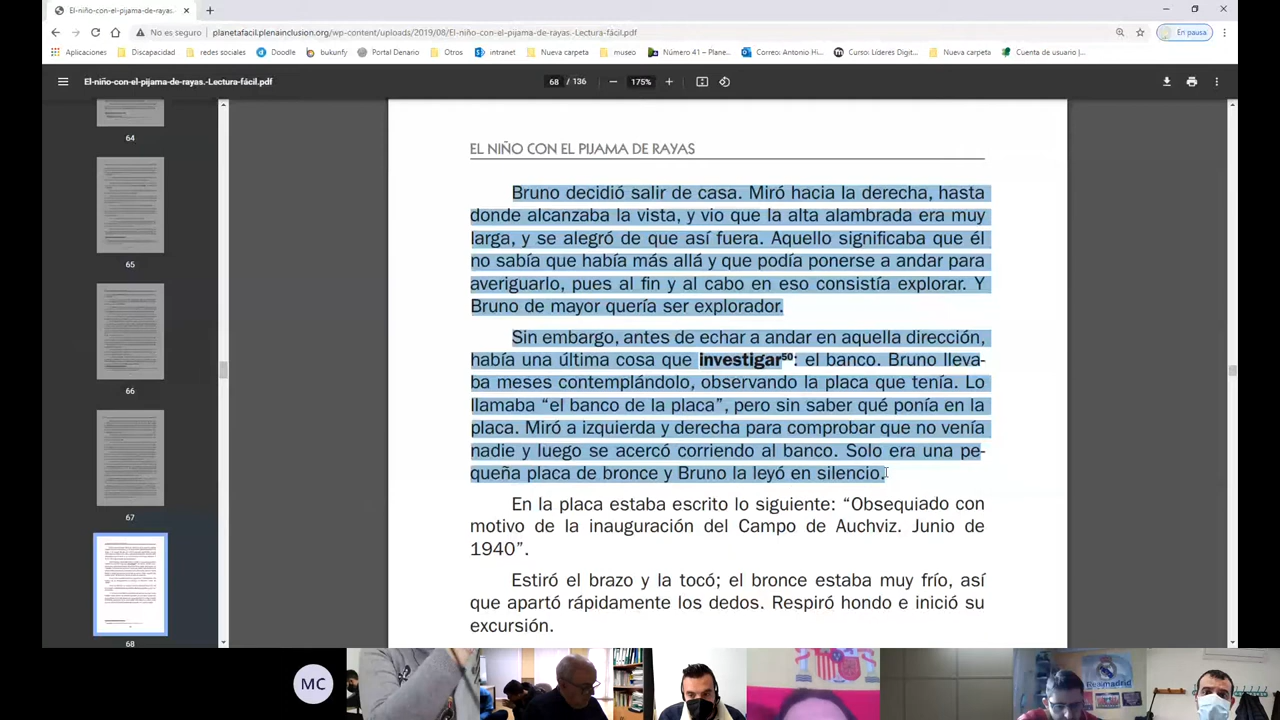 El-niño-con-el-pijama-de-rayas.-
No es seguro planetafacil.plenainclusion.org/wp-content/uploads/2019/08/El-niño-con-el-pijama-de-rayas.-Lectura-fácil.pdf
En pausa
Aplicaciones Discapacidad redes sociales Doodle bukunfy Portal Denario Otros intranet Nueva carpeta museo Número 41 – Plane... Correo: Antonio Hi... Curso: Líderes Digit... Nueva carpeta Cuenta de usuario...
El-niño-con-el-pijama-de-rayas.-Lectura-fácil.pdf
68 / 136
175%
64
65
66
67
68
EL NIÑO CON EL PIJAMA DE RAYAS
Bruno decidió salir de casa. Miró hacia la derecha, hasta
donde alcanzaba la vista, y vio que la alta alambrada era muy
larga, y se alegró de que así fuera. Aquello significaba que él
no sabía que había más allá y que podía ponerse a andar para
averiguarlo, pues al fin y al cabo en eso consistía explorar. Y
Bruno de mayor quería ser explorador.
Sin embargo, antes de echar a andar en aquella dirección,
había una última cosa que investigar50: el banco. Bruno lleva-
ba meses contemplándolo, observando la placa que tenía. Lo
llamaba “el banco de la placa”, pero sin saber qué ponía en la
placa. Miró a izquierda y derecha para comprobar que no venía
nadie y luego se acercó corriendo al banco. Solo era una pe-
queña placa de bronce y Bruno la leyó en silencio.
En la placa estaba escrito lo siguiente: “Obsequiado con
motivo de la inauguración del Campo de Auchviz. Junio de
1940”.
Estiró el brazo y la tocó; el bronce estaba muy frío, así
que apartó rápidamente los dedos. Respiró hondo e inició su
excursión.
MC
Realmadrid